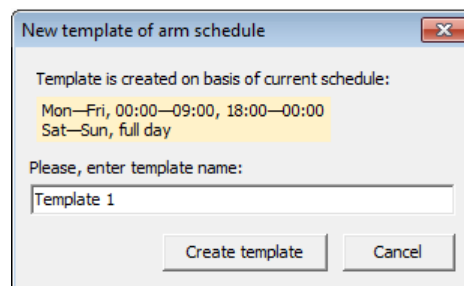 New template of arm schedule
Template is created on basis of current schedule:
Mon—Fri, 00:00—09:00, 18:00—00:00
Sat—Sun, full day
Please, enter template name:
Template 1
Create template Cancel